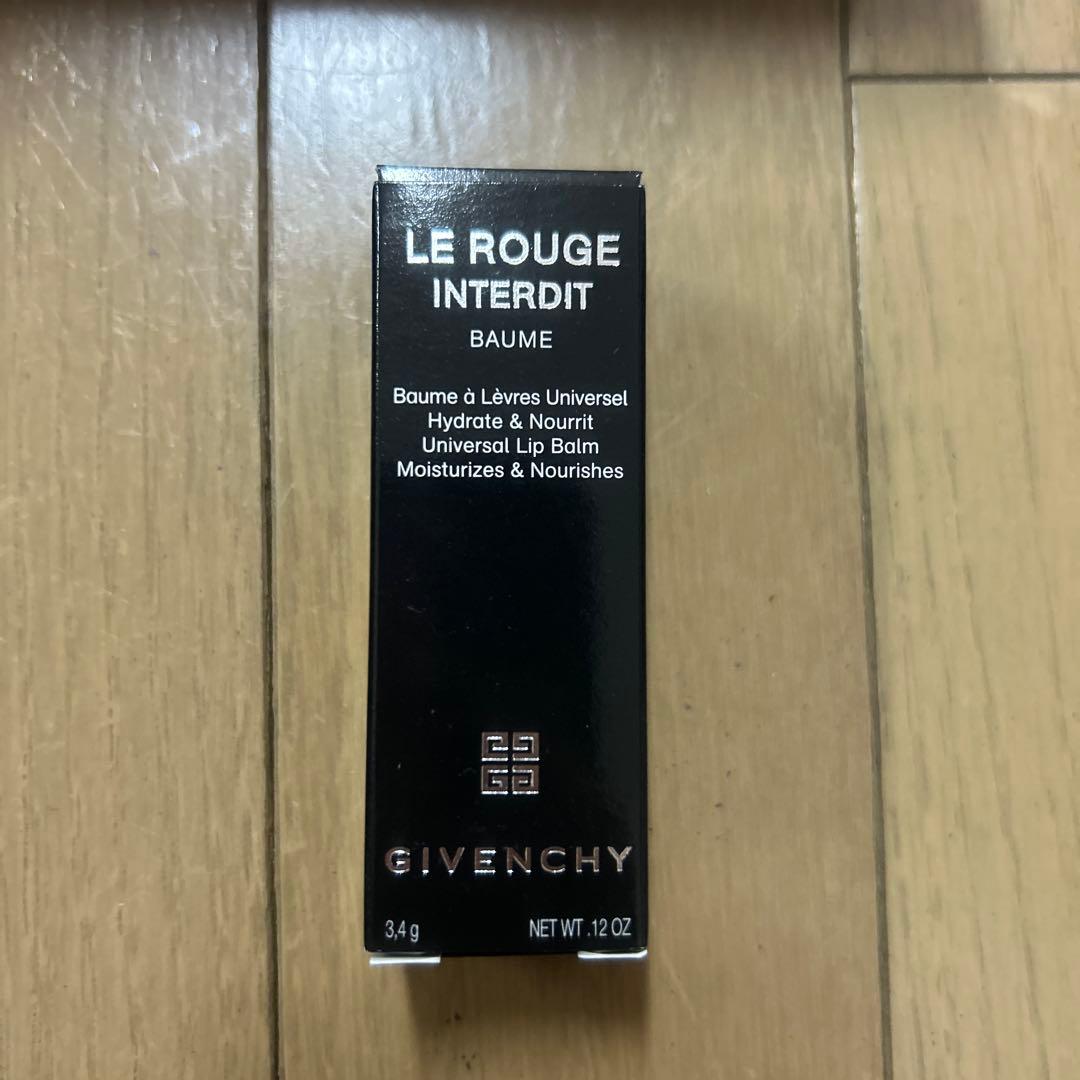 LE ROUGE
INTERDIT
BAUME
Baume à Lèvres Universel
Hydrate & Nourrit
Universal Lip Balm
Moisturizes & Nourishes
GIVENCHY
3,4 g NET WT .12 OZ